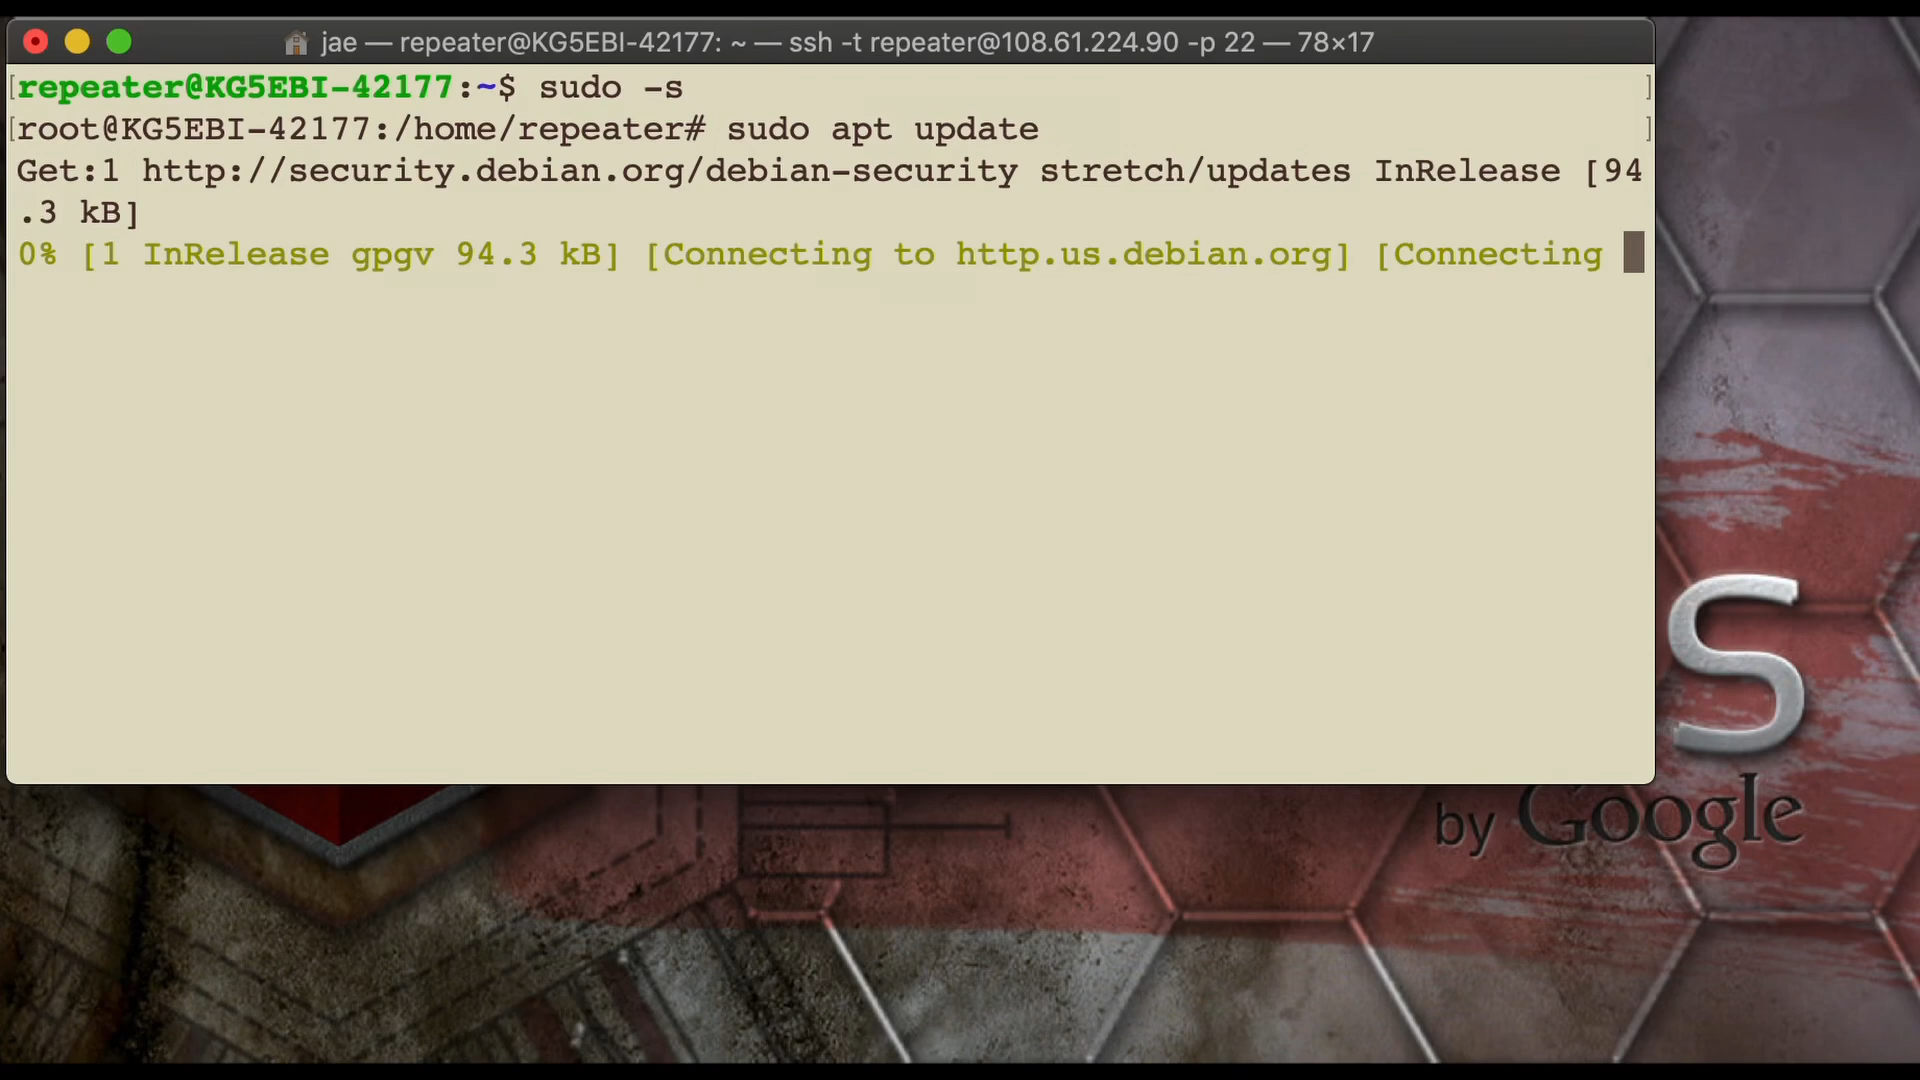 jae — repeater@KG5EBI-42177: ~ — ssh -t repeater@108.61.224.90 -p 22 — 78×17
[repeater@KG5EBI-42177:~$ sudo -s ]
[root@KG5EBI-42177:/home/repeater# sudo apt update ]
Get:1 http://security.debian.org/debian-security stretch/updates InRelease [94
.3 kB]
0% [1 InRelease gpgv 94.3 kB] [Connecting to http.us.debian.org] [Connecting
S
by Google